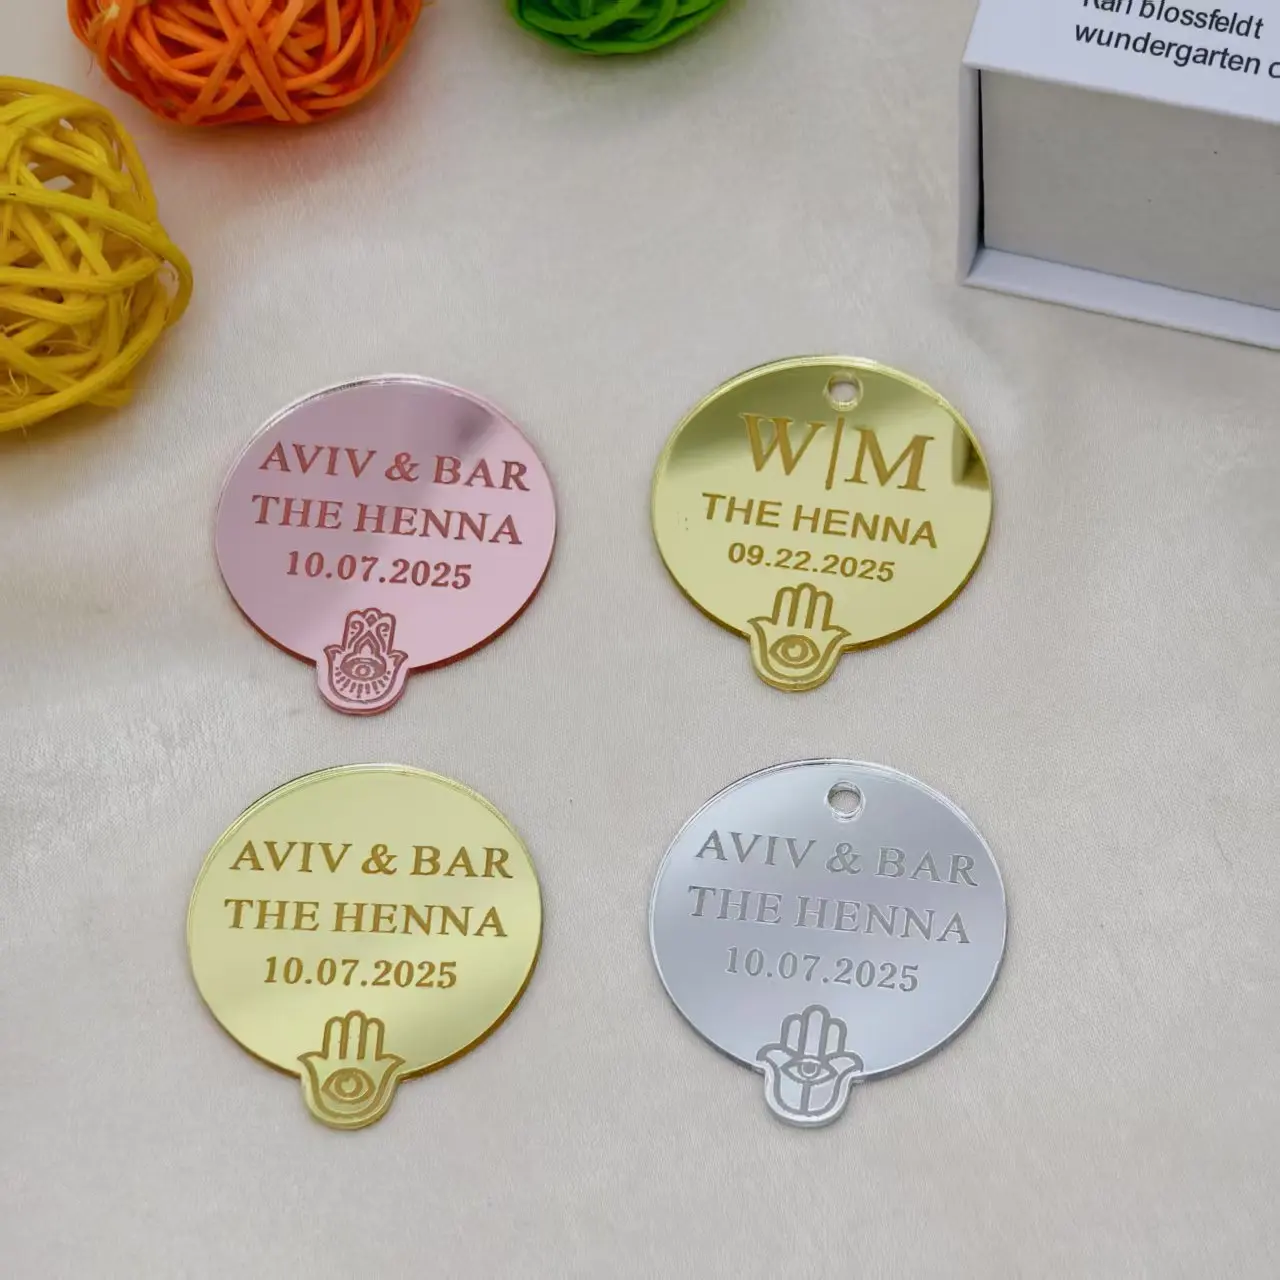 blossfeldt
wundergarten
AVIV & BAR
THE HENNA
10.07.2025
W|M
THE HENNA
09.22.2025
AVIV & BAR
THE HENNA
10.07.2025
AVIV & BAR
THE HENNA
10.07.2025